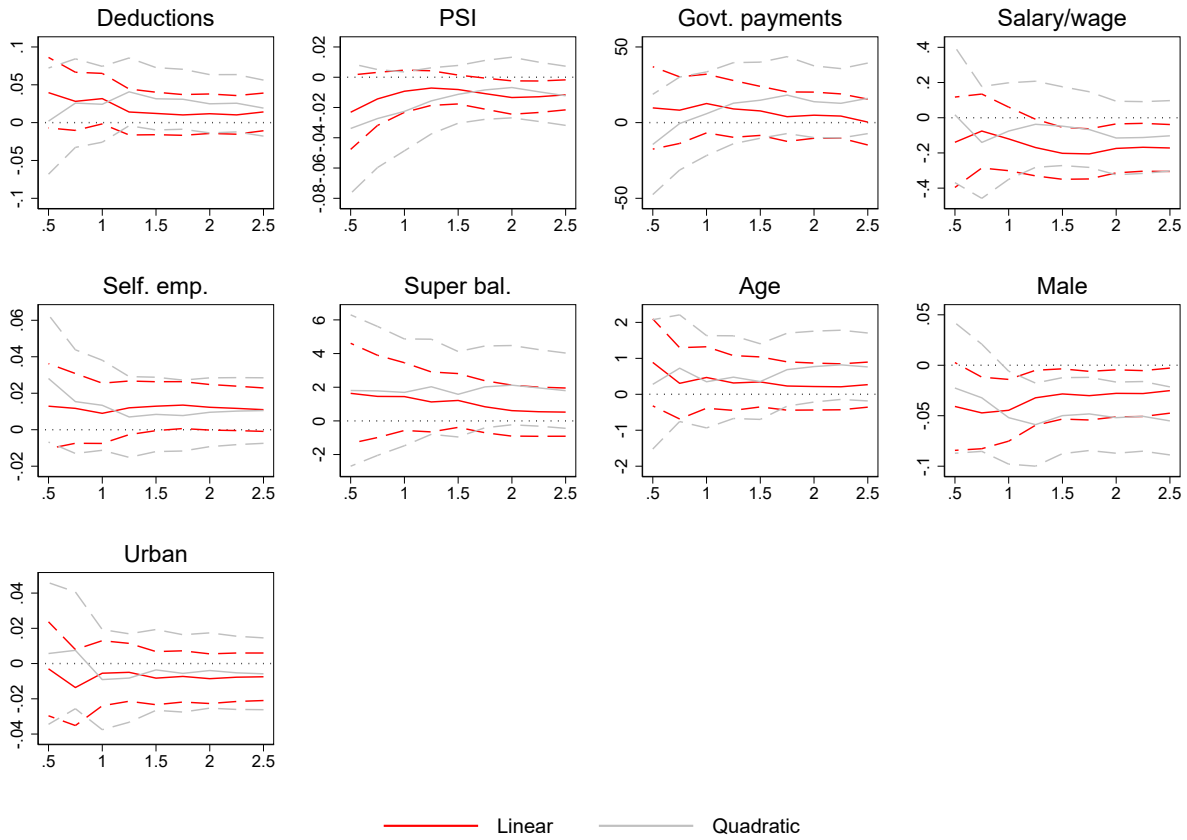 Deductions
.1
.05
0
-.05
-.1
.5 1 1.5 2 2.5
PSI
.02
0
-.02
-.04
-.06
-.08
.5 1 1.5 2 2.5
Govt. payments
50
0
-50
.5 1 1.5 2 2.5
Salary/wage
.4
.2
0
-.2
-.4
.5 1 1.5 2 2.5
Self. emp.
.06
.04
.02
0
-.02
.5 1 1.5 2 2.5
Super bal.
6
4
2
0
-2
.5 1 1.5 2 2.5
Age
2
1
0
-1
-2
.5 1 1.5 2 2.5
Male
.05
0
-.05
-.1
.5 1 1.5 2 2.5
Urban
.04
.02
0
-.02
-.04
.5 1 1.5 2 2.5
Linear Quadratic